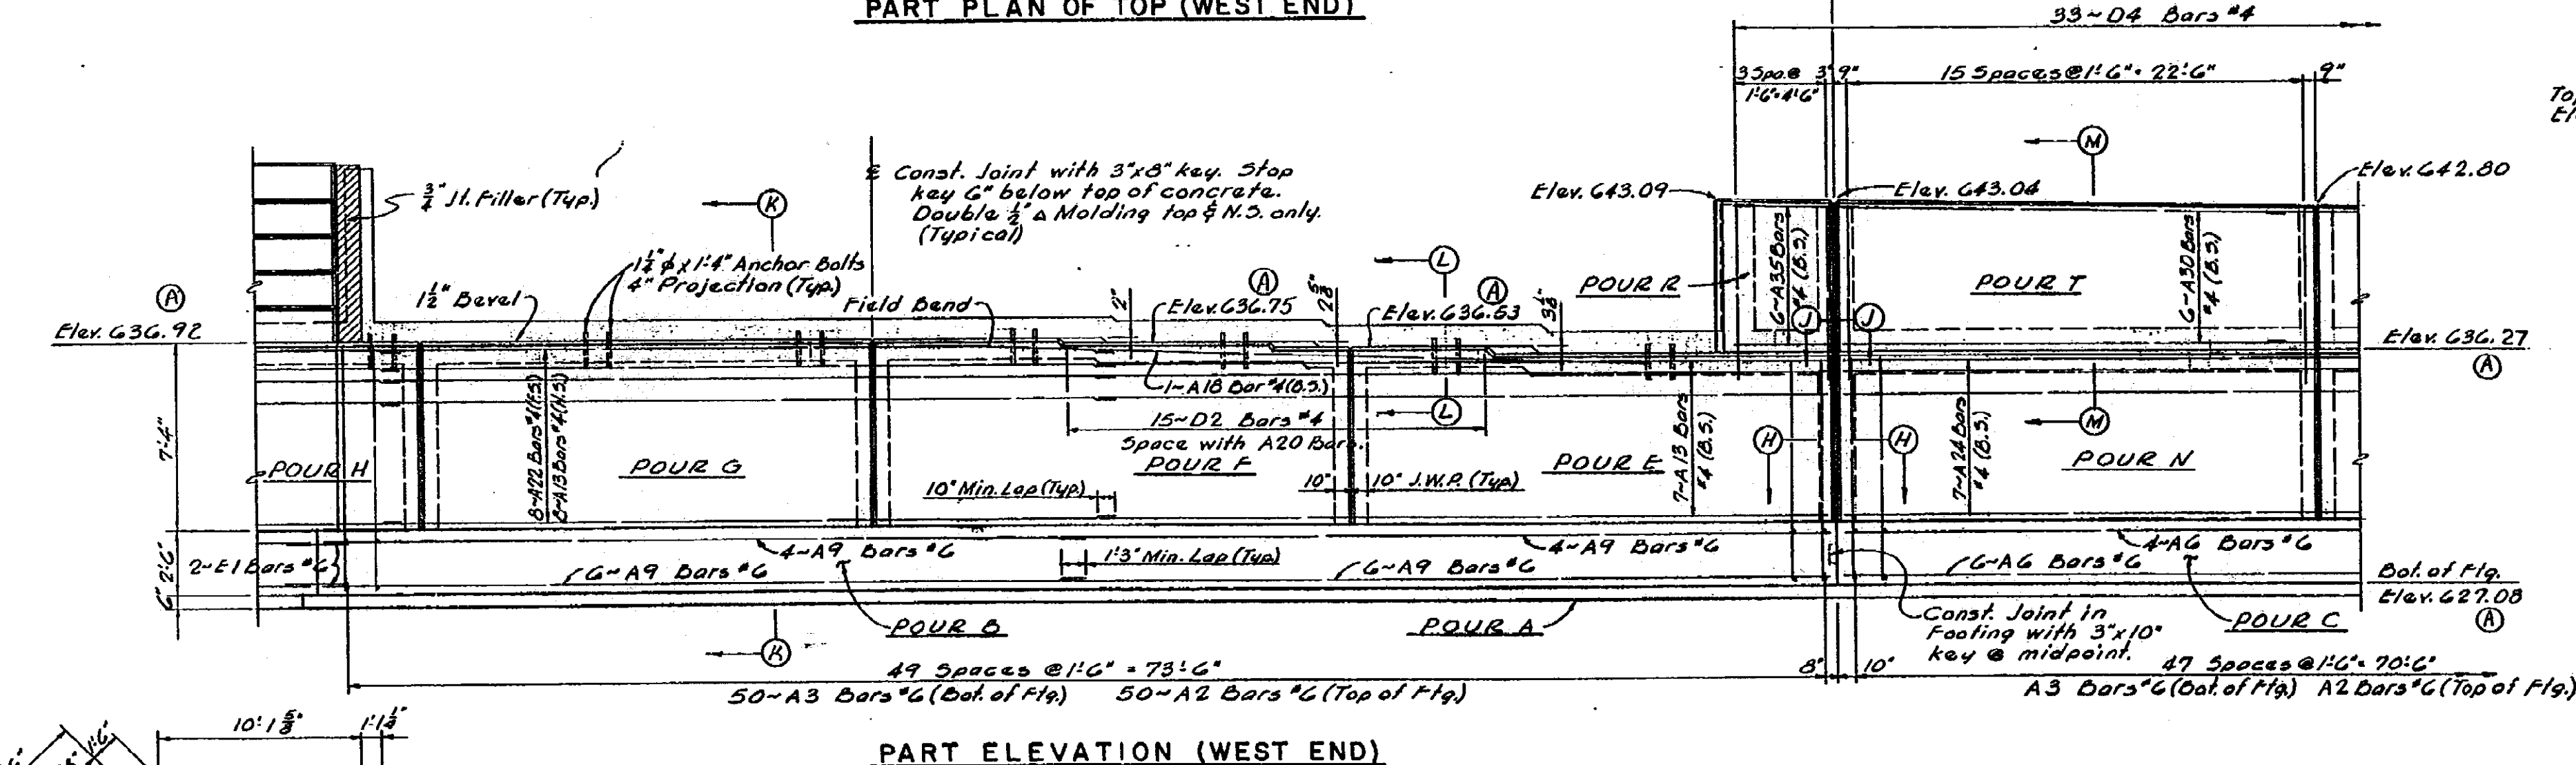 PART PLAN OF TOP (WEST END)
33~D4 Bars #4
3 Spa. @
1'-6"=4'-6"
3"
9"
15 Spaces @ 1'-6" = 22'-6"
9"
To
El
3/4" Jt. Filler (Typ.)
K
℄ Const. Joint with 3"x8" key. Stop
key 6" below top of concrete.
Double 1/2" Δ Molding top & N.S. only.
(Typical)
M
Elev. 643.09
Elev. 643.04
Elev. 642.80
1 1/4" φ x 1'-4" Anchor Bolts
4" Projection (Typ.)
1 1/2" Bevel
Field Bend
2"
A
Elev. 636.75
2 5/8"
L
A
Elev. 636.53
3 1/8"
POUR R
6~A35 Bars
#4 (B.S.)
POUR T
6~A30 Bars
#4 (B.S.)
J
J
A
Elev. 636.92
Elev. 636.27
A
1~A18 Bar #4 (B.S.)
15~D2 Bars #4
Space with A20 Bars.
L
M
7'-4"
POUR H
8~A22 Bars #4 (F.S.)
8~A13 Bars #4 (N.S.)
POUR G
POUR F
POUR E
7~A13 Bars
#4 (B.S.)
H
H
7~A24 Bars
#4 (B.S.)
POUR N
10" Min. Lap (Typ)
10"
10" J.W.P. (Typ)
4~A9 Bars #6
1'-3" Min. Lap (Typ)
4~A9 Bars #6
4~A6 Bars #6
2'-6"
2~E1 Bars #6
6~A9 Bars #6
6~A9 Bars #6
6~A6 Bars #6
6"
Bot. of Ftg.
Elev. 627.08
A
POUR B
POUR A
Const. Joint in
Footing with 3"x10"
key @ midpoint.
POUR C
K
49 Spaces @ 1'-6" = 73'-6"
8"
10"
47 Spaces @ 1'-6" = 70'-6"
50~A3 Bars #6 (Bot. of Ftg.) 50~A2 Bars #6 (Top of Ftg.)
A3 Bars #6 (Bot. of Ftg.) A2 Bars #6 (Top of Ftg.)
1'-6"
10'-1 5/8"
1'-1 1/4"
PART ELEVATION (WEST END)